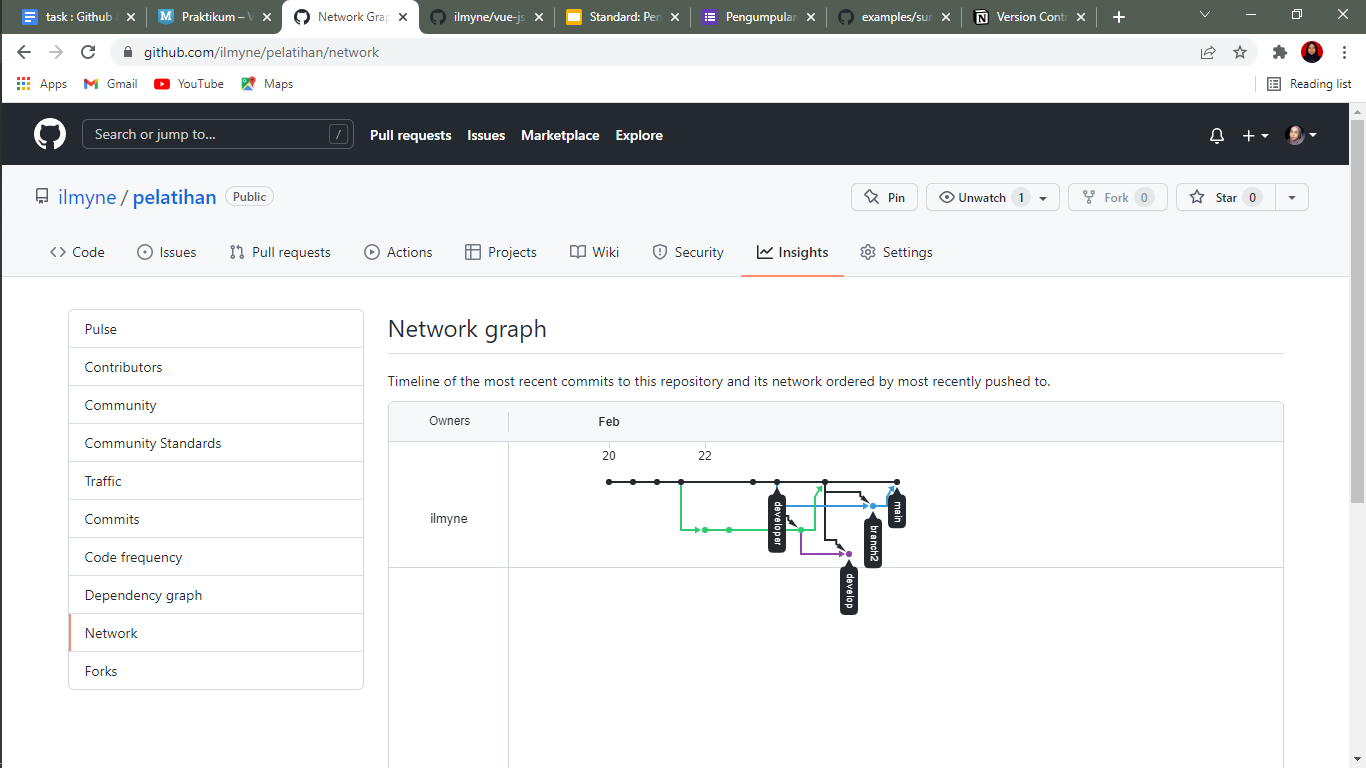 task : Github
Praktikum – V
Network Grap
ilmyne/vue-js
Standard: Pen
Pengumpulan
examples/sur
Version Contr
github.com/ilmyne/pelatihan/network
Apps Gmail YouTube Maps Reading list
Search or jump to... / Pull requests Issues Marketplace Explore
ilmyne / pelatihan Public Pin Unwatch 1 Fork 0 Star 0
Code Issues Pull requests Actions Projects Wiki Security Insights Settings
Pulse
Contributors
Community
Community Standards
Traffic
Commits
Code frequency
Dependency graph
Network
Forks
Network graph
Timeline of the most recent commits to this repository and its network ordered by most recently pushed to.
Owners Feb
20 22
ilmyne
developer
main
branch2
develop